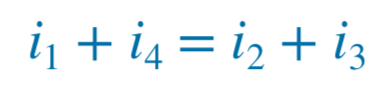 i₁ + i₄ = i₂ + i₃